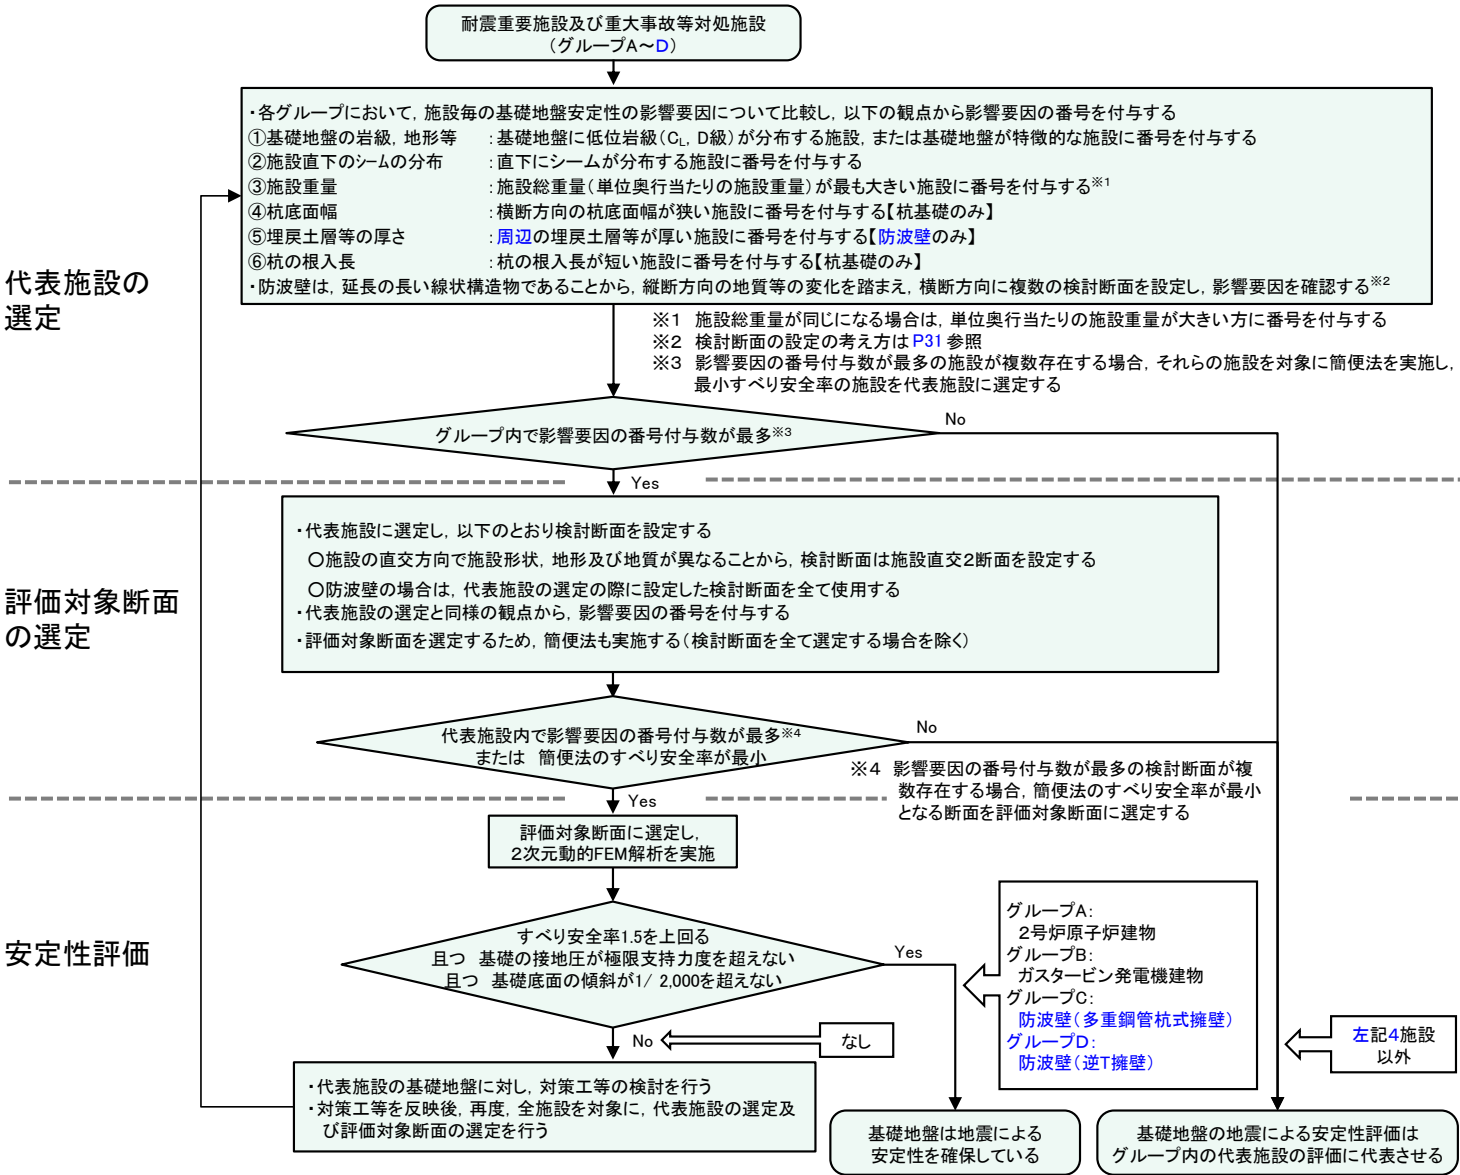 耐震重要施設及び重大事故等対処施設
(グループA～D)
・各グループにおいて，施設毎の基礎地盤安定性の影響要因について比較し，以下の観点から影響要因の番号を付与する
①基礎地盤の岩級，地形等　：基礎地盤に低位岩級（CL，D級）が分布する施設，または基礎地盤が特徴的な施設に番号を付与する
②施設直下のシームの分布　：直下にシームが分布する施設に番号を付与する
③施設重量　：施設総重量（単位奥行当たりの施設重量）が最も大きい施設に番号を付与する※1
④杭底面幅　：横断方向の杭底面幅が狭い施設に番号を付与する【杭基礎のみ】
⑤埋戻土層等の厚さ　：周辺の埋戻土層等が厚い施設に番号を付与する【防波壁のみ】
⑥杭の根入長　：杭の根入長が短い施設に番号を付与する【杭基礎のみ】
・防波壁は，延長の長い線状構造物であることから，縦断方向の地質等の変化を踏まえ，横断方向に複数の検討断面を設定し，影響要因を確認する※2
代表施設の
選定
※1　施設総重量が同じになる場合は，単位奥行当たりの施設重量が大きい方に番号を付与する
※2　検討断面の設定の考え方はP31参照
※3　影響要因の番号付与数が最多の施設が複数存在する場合，それらの施設を対象に簡便法を実施し，
最小すべり安全率の施設を代表施設に選定する
グループ内で影響要因の番号付与数が最多※3
No
Yes
・代表施設に選定し，以下のとおり検討断面を設定する
○施設の直交方向で施設形状，地形及び地質が異なることから，検討断面は施設直交2断面を設定する
○防波壁の場合は，代表施設の選定の際に設定した検討断面を全て使用する
・代表施設の選定と同様の観点から，影響要因の番号を付与する
・評価対象断面を選定するため，簡便法も実施する（検討断面を全て選定する場合を除く）
評価対象断面
の選定
代表施設内で影響要因の番号付与数が最多※4
または　簡便法のすべり安全率が最小
No
※4　影響要因の番号付与数が最多の検討断面が複
数存在する場合，簡便法のすべり安全率が最小
となる断面を評価対象断面に選定する
Yes
評価対象断面に選定し，
2次元動的FEM解析を実施
安定性評価
すべり安全率1.5を上回る
且つ　基礎の接地圧が極限支持力度を超えない
且つ　基礎底面の傾斜が1/ 2,000を超えない
Yes
グループA：
2号炉原子炉建物
グループB：
ガスタービン発電機建物
グループC：
防波壁（多重鋼管杭式擁壁）
グループD：
防波壁（逆T擁壁）
No
なし
左記4施設
以外
・代表施設の基礎地盤に対し，対策工等の検討を行う
・対策工等を反映後，再度，全施設を対象に，代表施設の選定及
び評価対象断面の選定を行う
基礎地盤は地震による
安定性を確保している
基礎地盤の地震による安定性評価は
グループ内の代表施設の評価に代表させる